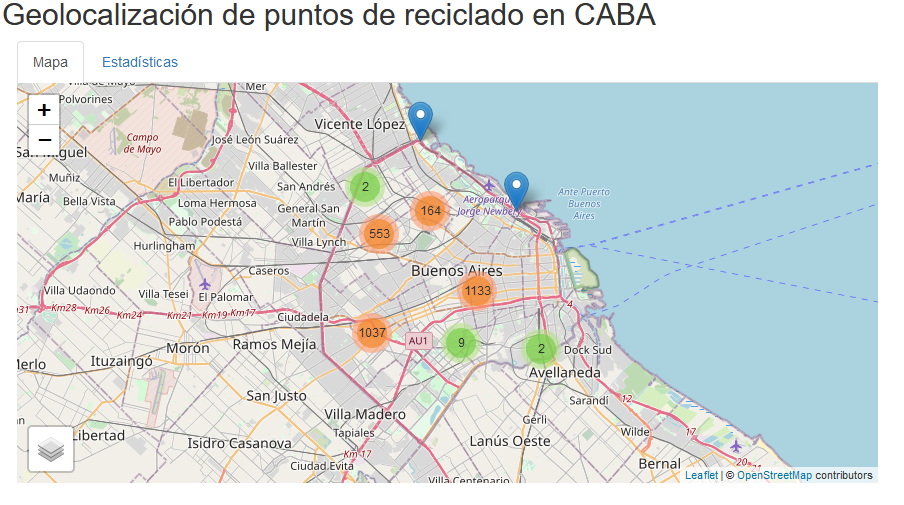 Geolocalización de puntos de reciclado en CABA
Mapa
Estadísticas
+
−
Mer
Polvorines
Vicente López
Campo
de Mayo
José León Suárez
San Miguel
Villa Ballester
Muñiz
El Libertador
San Andrés
2
María
Bella Vista
Loma Hermosa
Aeroparque
Jorge Newbery
Ante Puerto
Buenos
Aires
164
General San
Martín
Pablo Podestá
553
Villa Lynch
Hurlingham
Caseros
Buenos Aires
Villa Udaondo
Villa Tesei
El Palomar
1133
31
Km28
Km26
Km24
Km21
Km19
Km17
Ciudadela
4
1037
AU1
9
2
Merlo
Ituzaingó
Morón
Ramos Mejía
Dock Sud
Avellaneda
San Justo
12
Sarandí
Villa Madero
Gerli
Libertad
Tapiales
Isidro Casanova
Lanús Oeste
Wilde
17
Km 17
Ciudad Evita
Bernal
20
21
Villa Centenario
Leaflet | © OpenStreetMap contributors